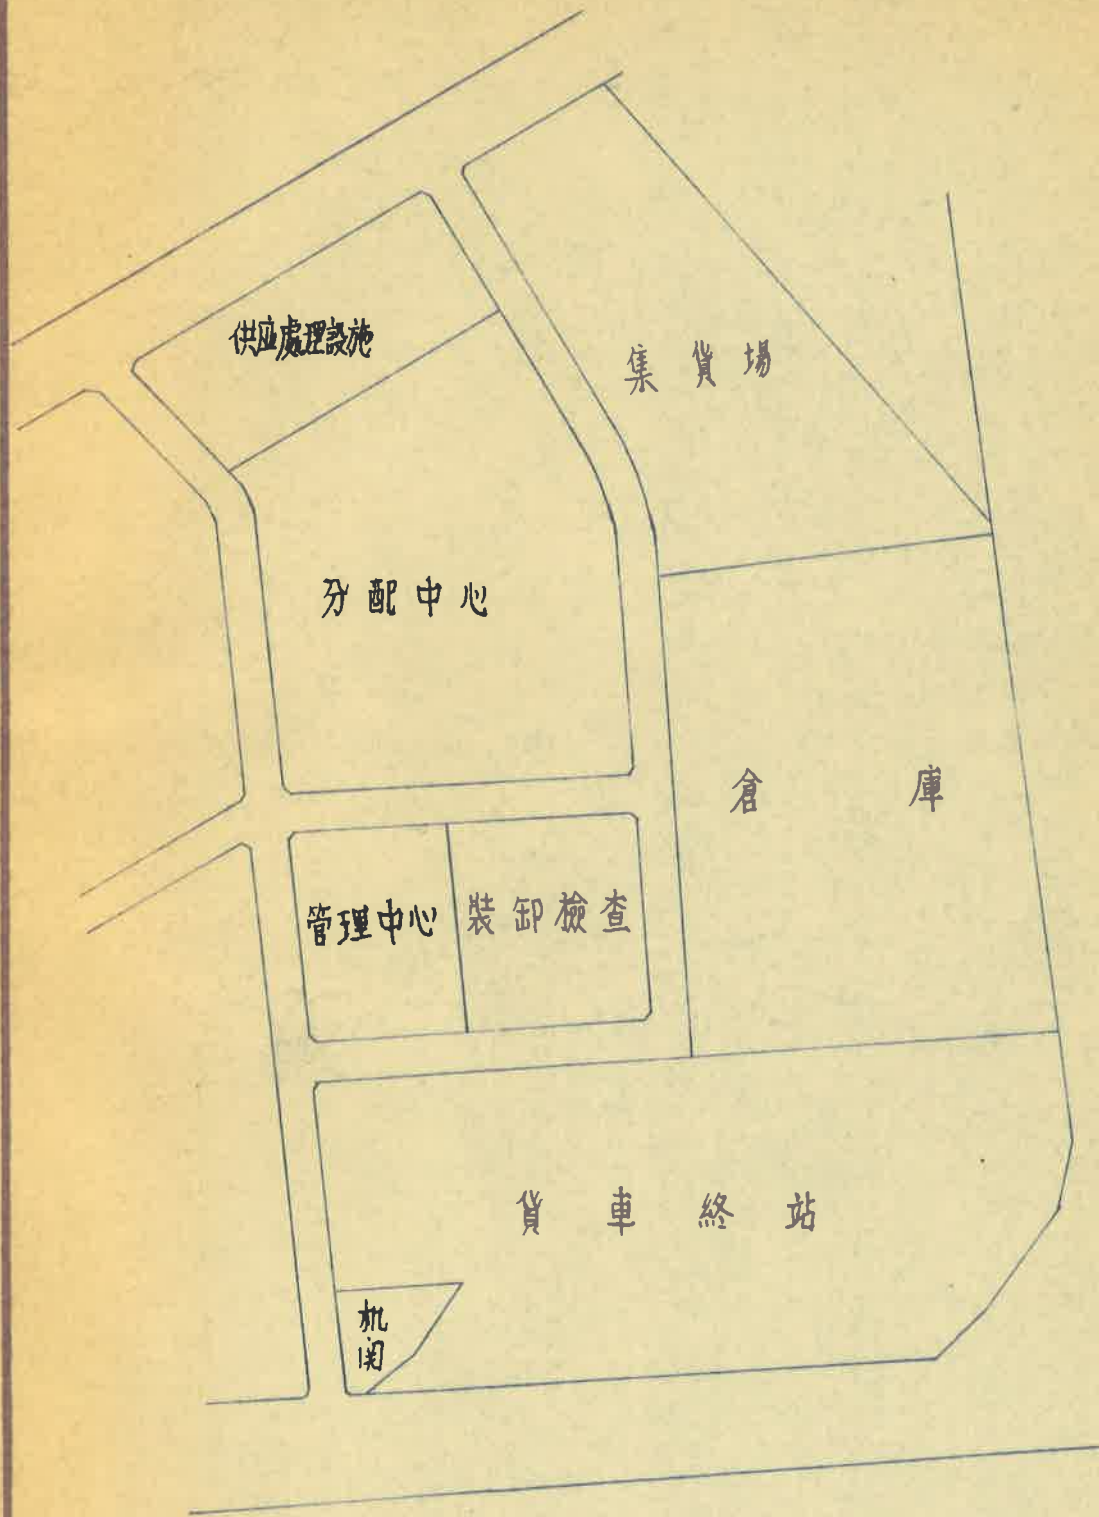 供应處理設施
集貨場
分配中心
倉庫
管理中心
裝卸檢查
貨車終站
机
関